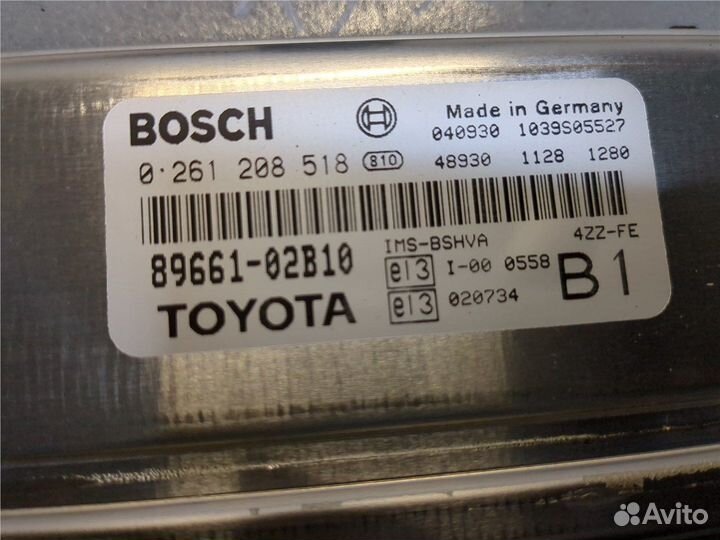 BOSCH
Made in Germany
040930 1039S05527
0 261 208 518 810 48930 1128 1280
IMS-BSHVA 4ZZ-FE
89661-02B10
e13 I-00 0558
B1
TOYOTA
e13 020734
Avito